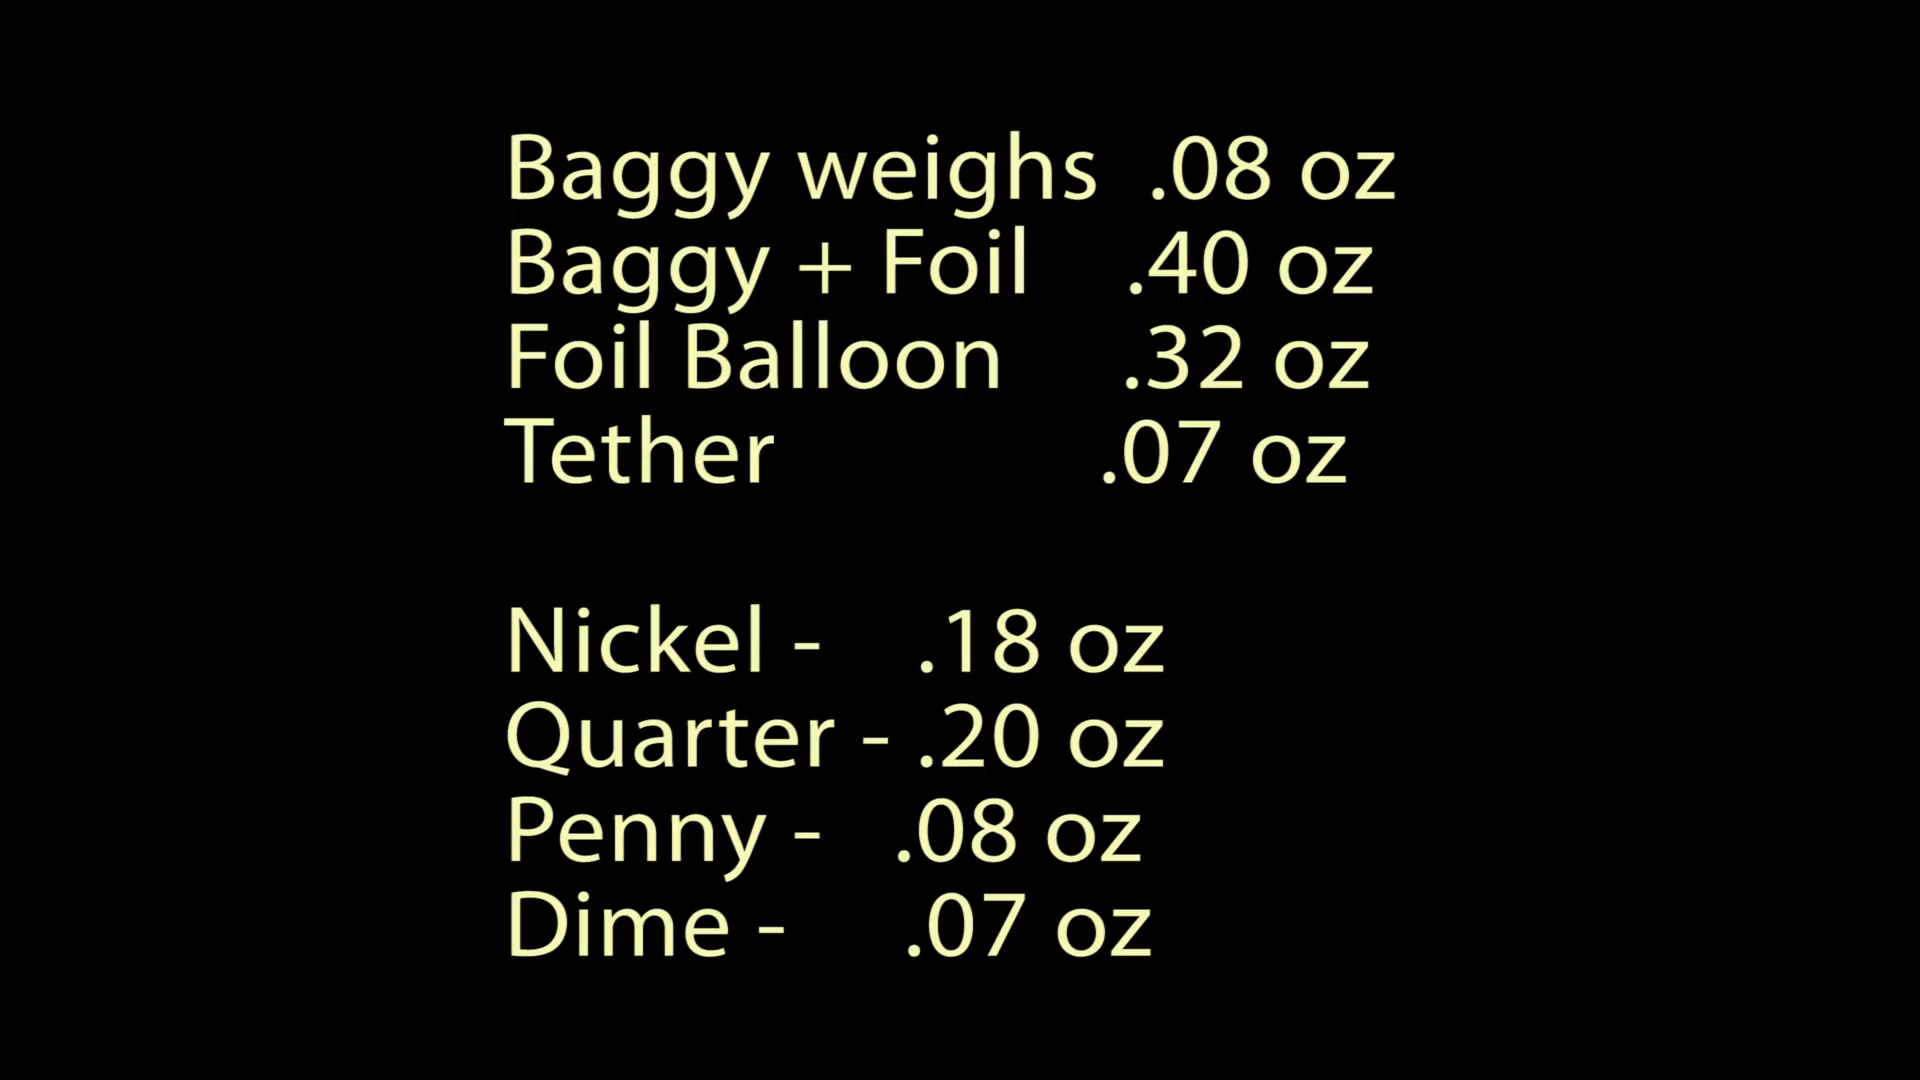 Baggy weighs .08 oz
Baggy + Foil .40 oz
Foil Balloon .32 oz
Tether .07 oz
Nickel - .18 oz
Quarter - .20 oz
Penny - .08 oz
Dime - .07 oz